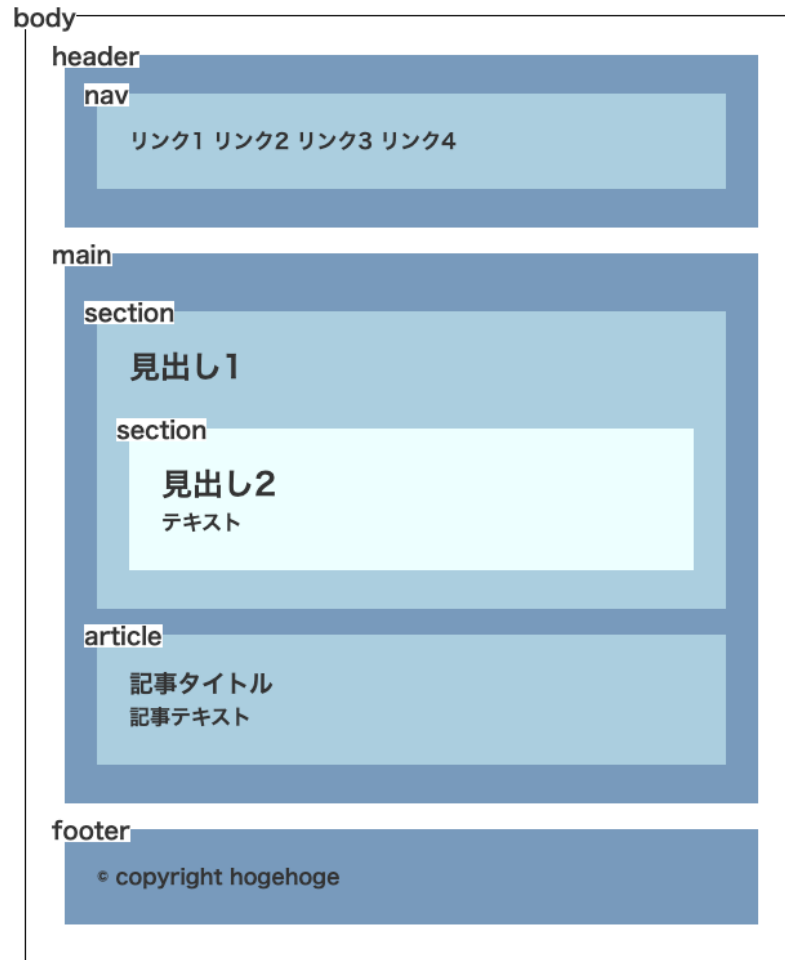 body
header
nav
リンク1 リンク2 リンク3 リンク4
main
section
見出し1
section
見出し2
テキスト
article
記事タイトル
記事テキスト
footer
© copyright hogehoge